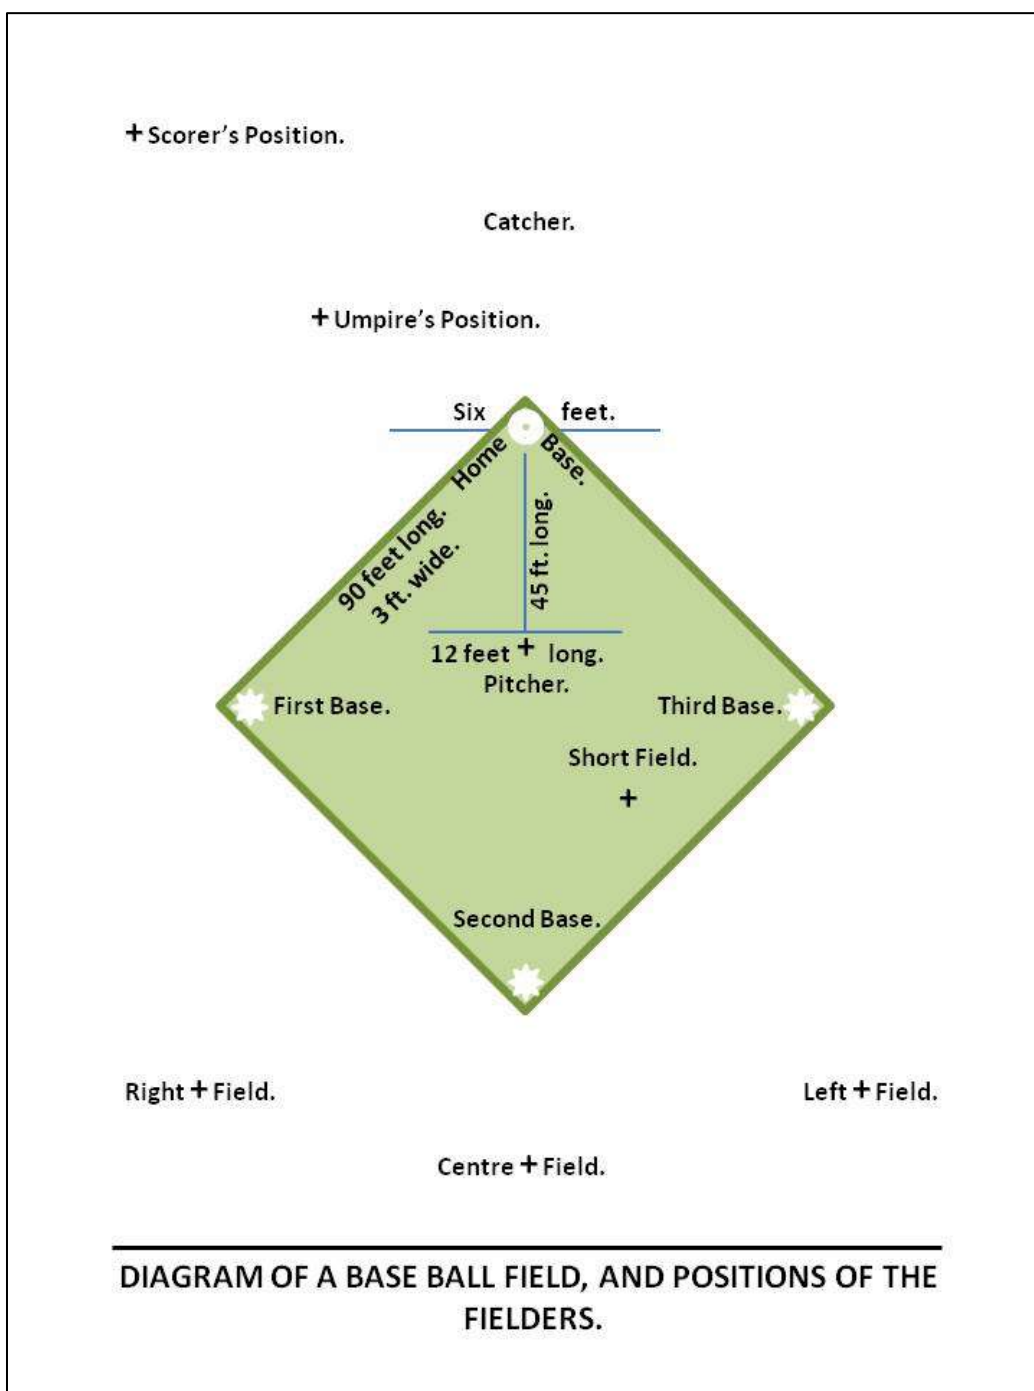 + Scorer’s Position.
Catcher.
+ Umpire’s Position.
Six feet.
Home Base.
90 feet long.
3 ft. wide.
45 ft. long.
12 feet + long.
Pitcher.
First Base.
Third Base.
Short Field.
+
Second Base.
Right + Field.
Left + Field.
Centre + Field.
DIAGRAM OF A BASE BALL FIELD, AND POSITIONS OF THE
FIELDERS.